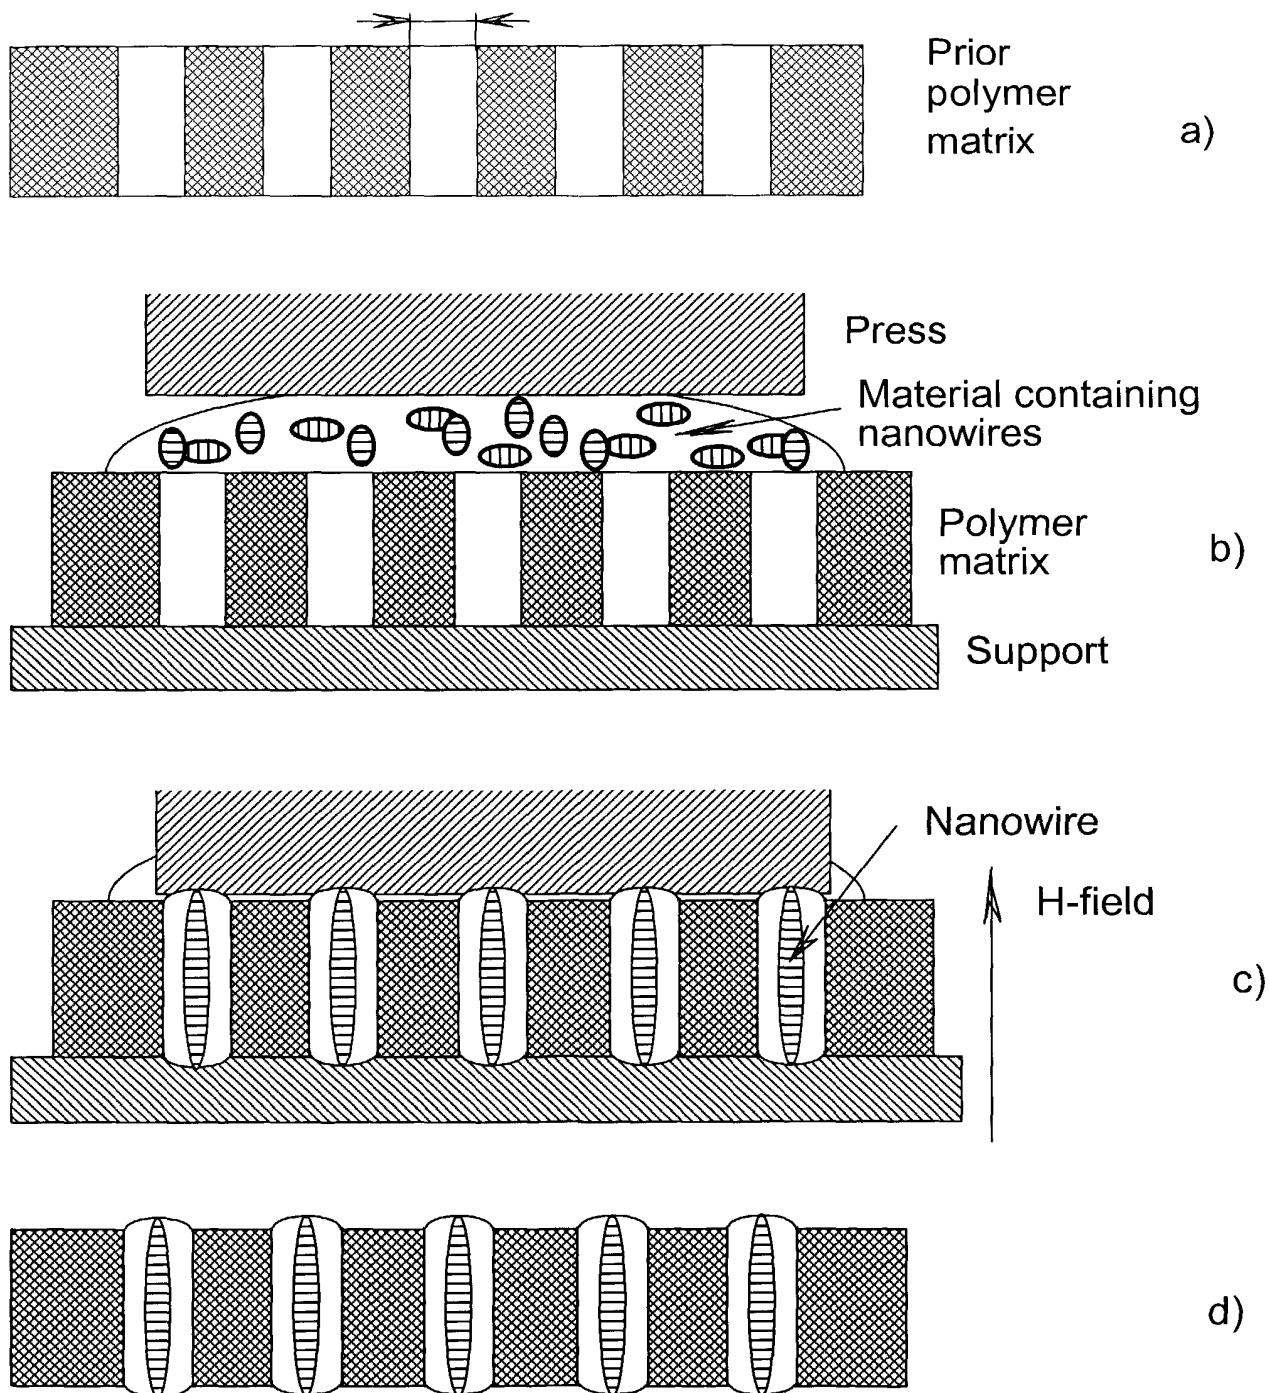 Prior
polymer
matrix
a)
Press
Material containing
nanowires
Polymer
matrix
b)
Support
Nanowire
H-field
c)
d)